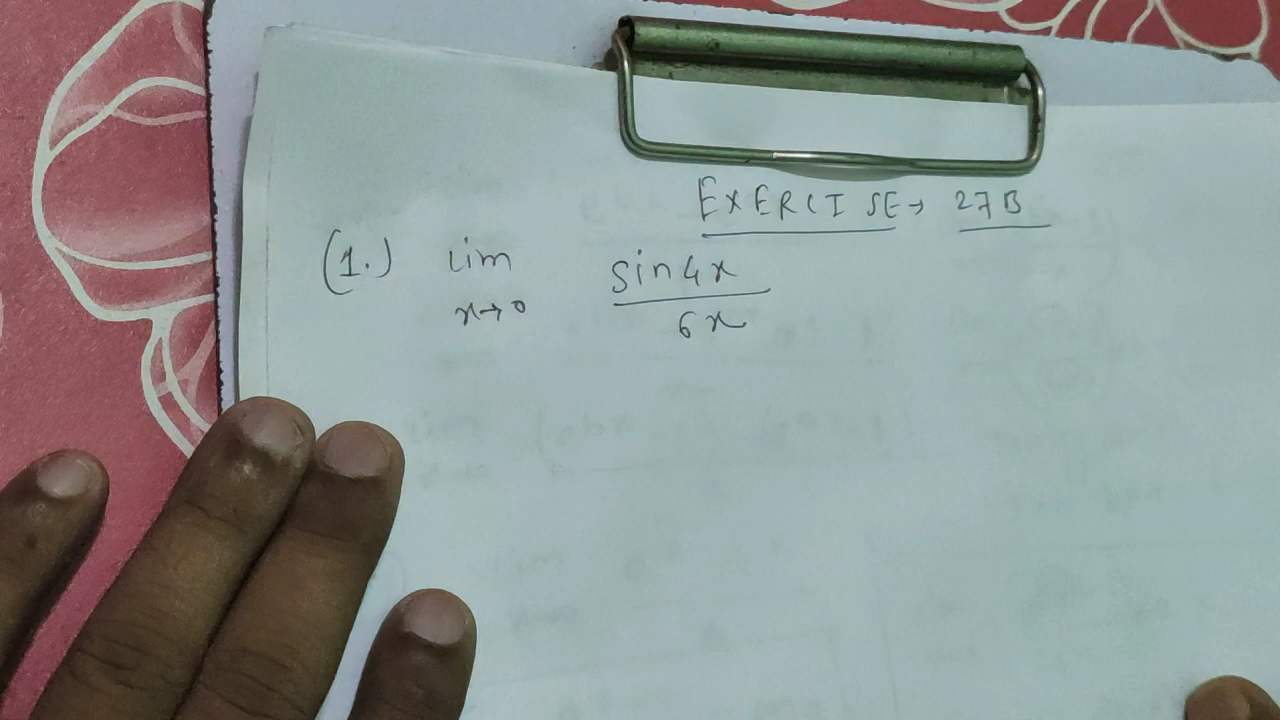 EXERCISE → 27B
(1.) lim sin4x
x→0 6x